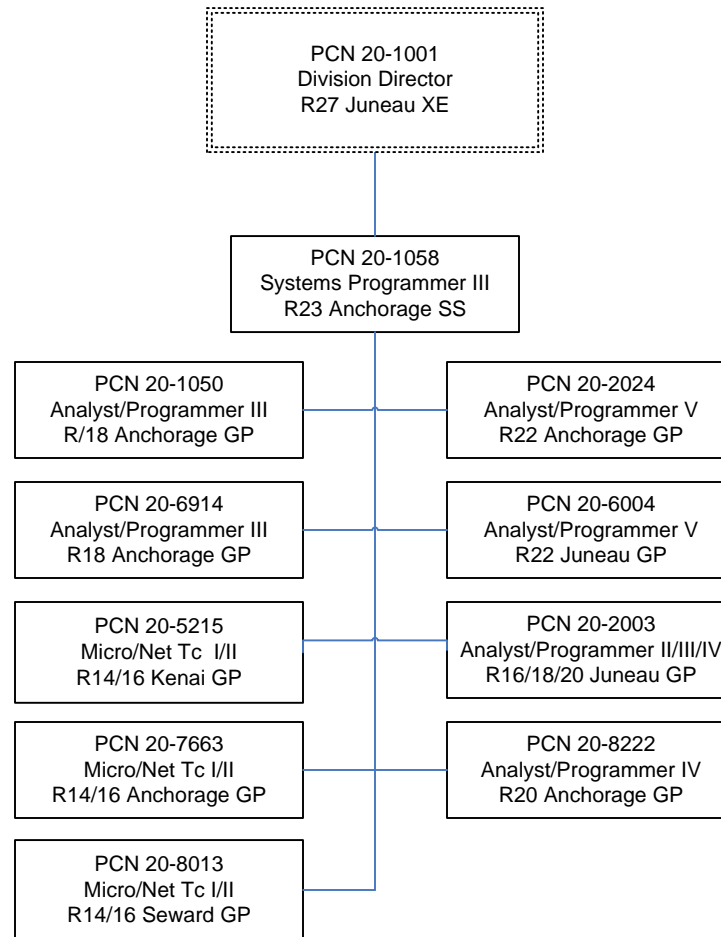 PCN 20-1001
Division Director
R27 Juneau XE
PCN 20-1058
Systems Programmer III
R23 Anchorage SS
PCN 20-1050
Analyst/Programmer III
R/18 Anchorage GP
PCN 20-2024
Analyst/Programmer V
R22 Anchorage GP
PCN 20-6914
Analyst/Programmer III
R18 Anchorage GP
PCN 20-6004
Analyst/Programmer V
R22 Juneau GP
PCN 20-5215
Micro/Net Tc  I/II
R14/16 Kenai GP
PCN 20-2003
Analyst/Programmer II/III/IV
R16/18/20 Juneau GP
PCN 20-7663
Micro/Net Tc I/II
R14/16 Anchorage GP
PCN 20-8222
Analyst/Programmer IV
R20 Anchorage GP
PCN 20-8013
Micro/Net Tc I/II
R14/16 Seward GP